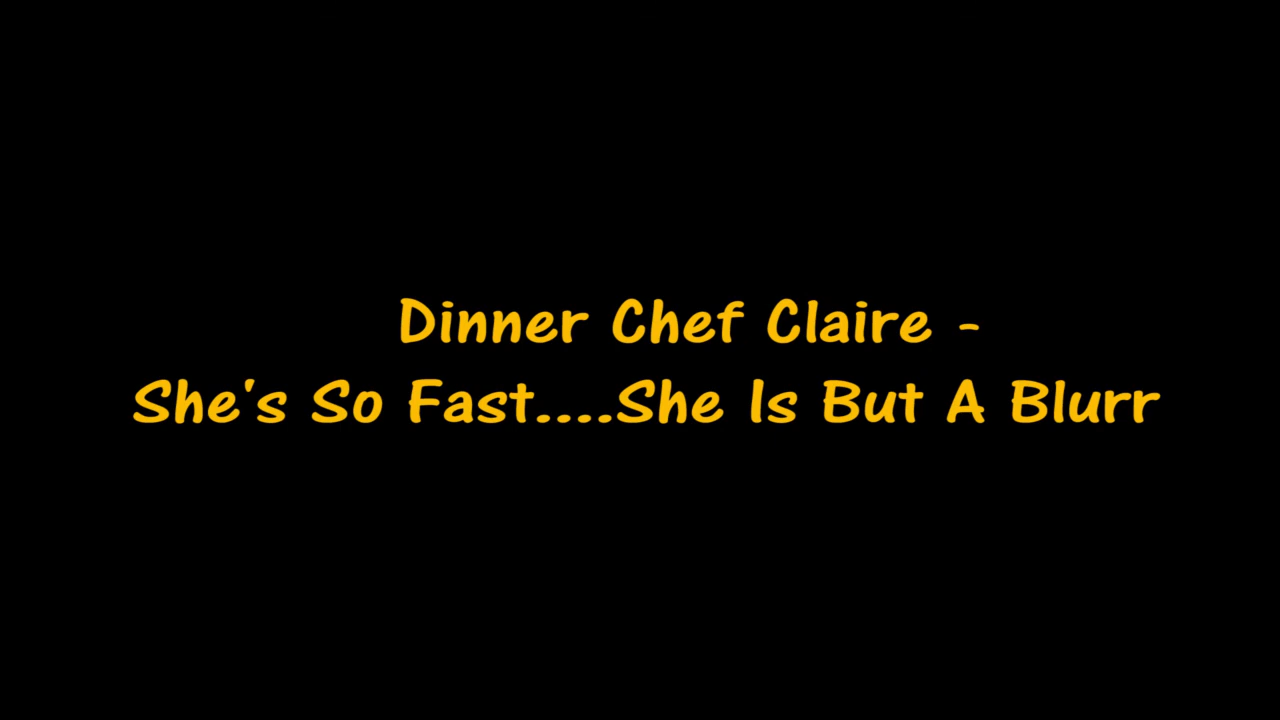 Dinner Chef Claire -
She's So Fast....She Is But A Blurr